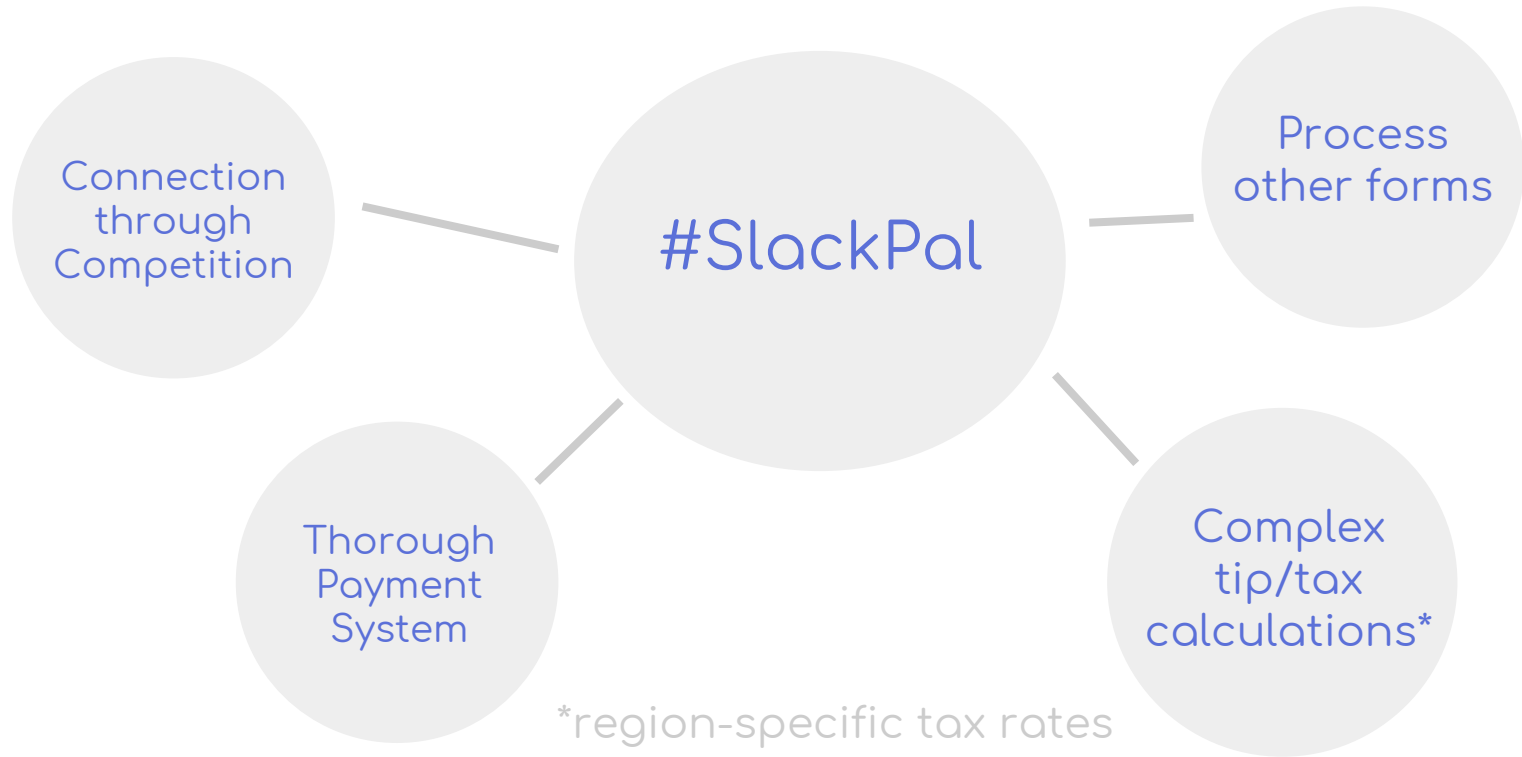 Connection
through
Competition
#SlackPal
Process
other forms
Thorough
Payment
System
Complex
tip/tax
calculations*
*region-specific tax rates